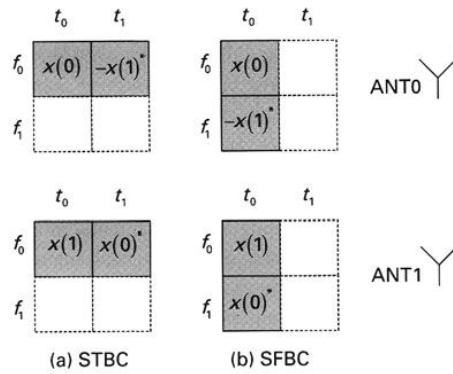 t₀ t₁ t₀ t₁
f₀ x(0) −x(1)* f₀ x(0)
ANT0
f₁ f₁ −x(1)*
t₀ t₁ t₀ t₁
f₀ x(1) x(0)* f₀ x(1)
ANT1
f₁ f₁ x(0)*
(a) STBC (b) SFBC